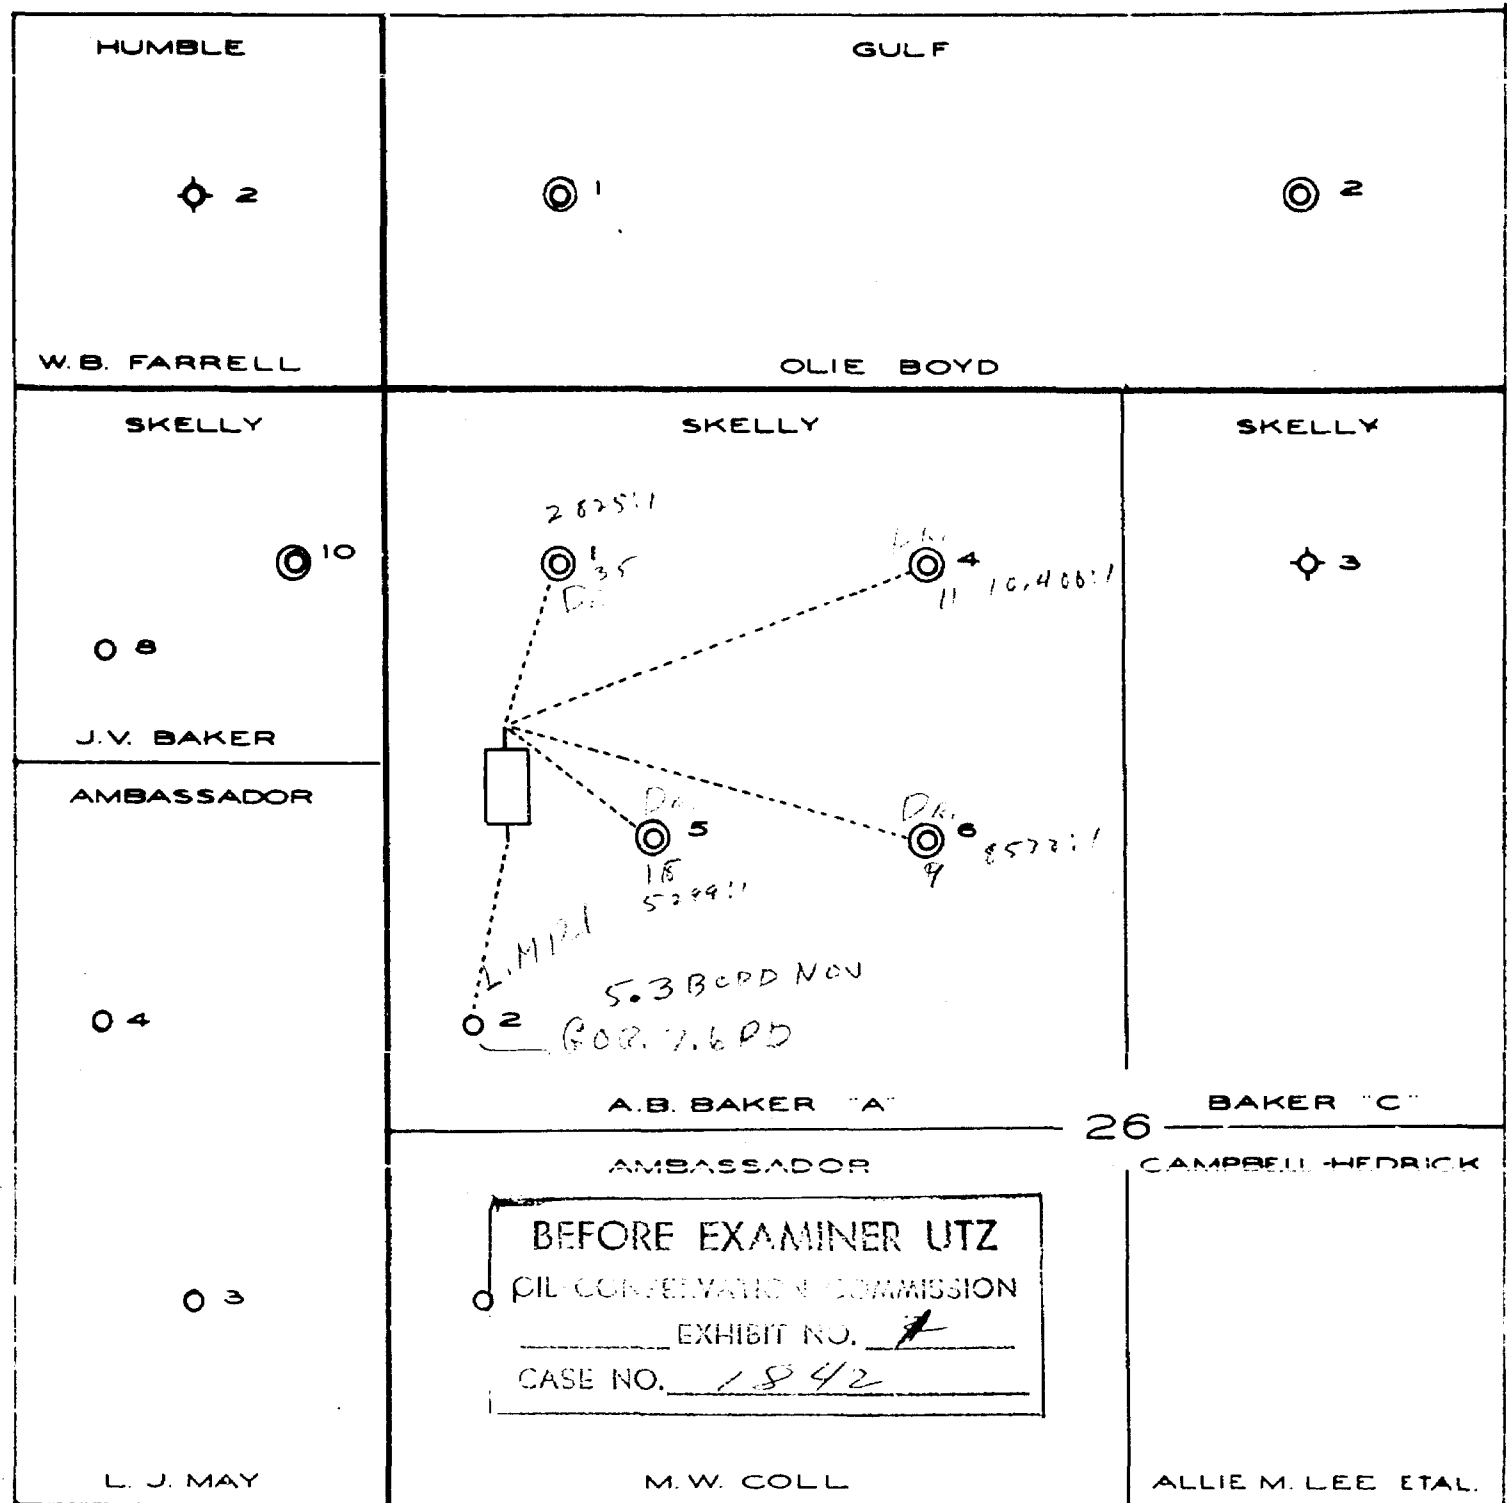 HUMBLE
GULF
2
1
2
W.B. FARRELL
OLIE BOYD
SKELLY
SKELLY
SKELLY
10
8
J.V. BAKER
1
35
4
11
3
AMBASSADOR
5
6
9
4
5.3 BOPD NOV
2
A.B. BAKER "A"
BAKER "C"
26
AMBASSADOR
CAMPBELL-HEDRICK
3
BEFORE EXAMINER UTZ
OIL CONSERVATION COMMISSION
EXHIBIT NO.
CASE NO. 1842
L. J. MAY
M.W. COLL
ALLIE M. LEE ETAL.